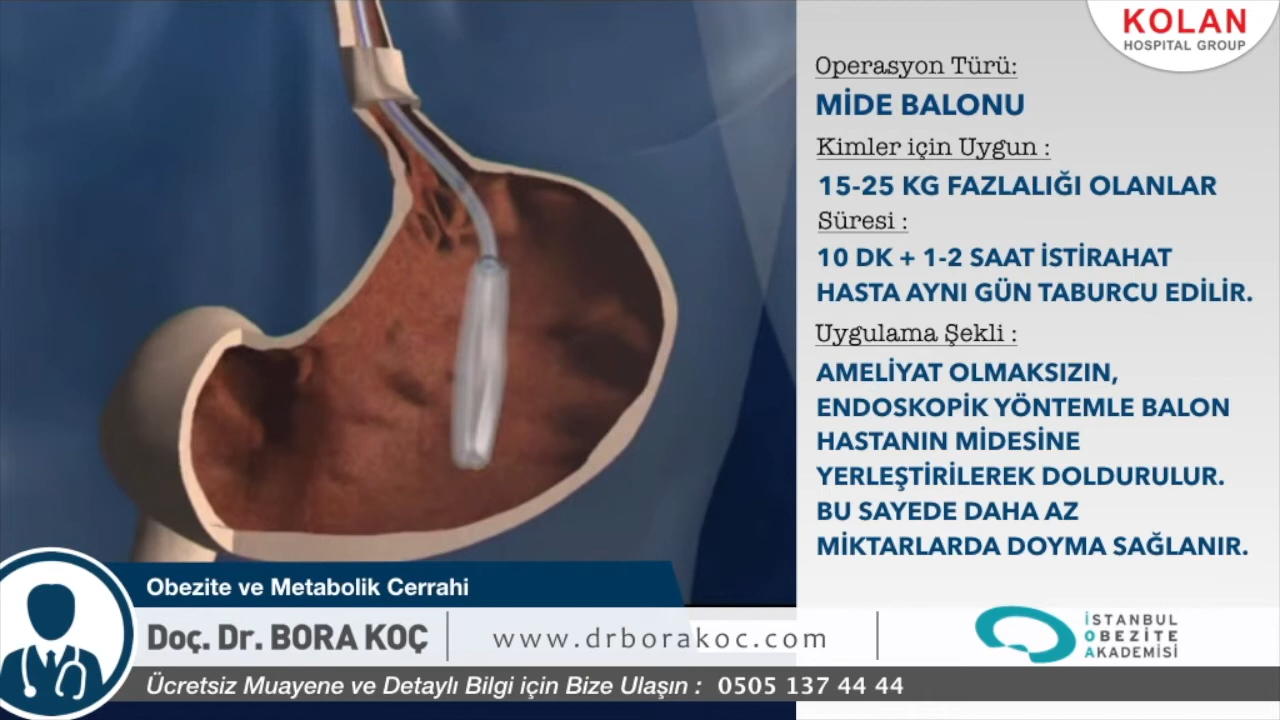 KOLAN
HOSPITAL GROUP
Operasyon Türü:
MİDE BALONU
Kimler için Uygun :
15-25 KG FAZLALIĞI OLANLAR
Süresi :
10 DK + 1-2 SAAT İSTİRAHAT
HASTA AYNI GÜN TABURCU EDİLİR.
Uygulama Şekli :
AMELİYAT OLMAKSIZIN,
ENDOSKOPİK YÖNTEMLE BALON
HASTANIN MİDESİNE
YERLEŞTİRİLEREK DOLDURULUR.
BU SAYEDE DAHA AZ
MİKTARLARDA DOYMA SAĞLANIR.
Obezite ve Metabolik Cerrahi
Doç. Dr. BORA KOÇ
www.drborakoc.com
İSTANBUL
OBEZİTE
AKADEMİSİ
Ücretsiz Muayene ve Detaylı Bilgi için Bize Ulaşın : 0505 137 44 44